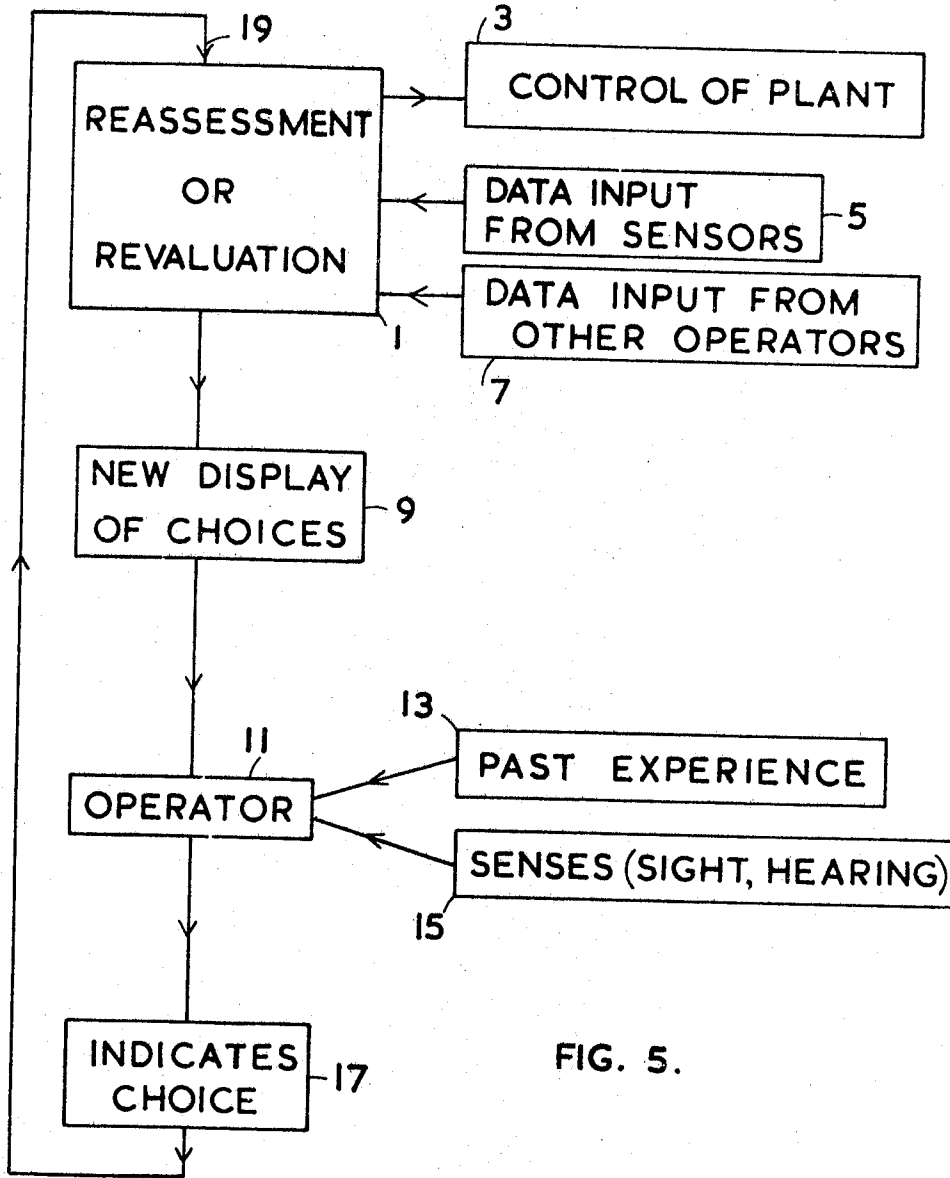 19
3
REASSESSMENT
OR
REVALUATION
1
CONTROL OF PLANT
DATA INPUT
FROM SENSORS
5
DATA INPUT FROM
OTHER OPERATORS
7
NEW DISPLAY
OF CHOICES
9
11
OPERATOR
13
PAST EXPERIENCE
SENSES (SIGHT, HEARING)
15
INDICATES
CHOICE
17
FIG. 5.